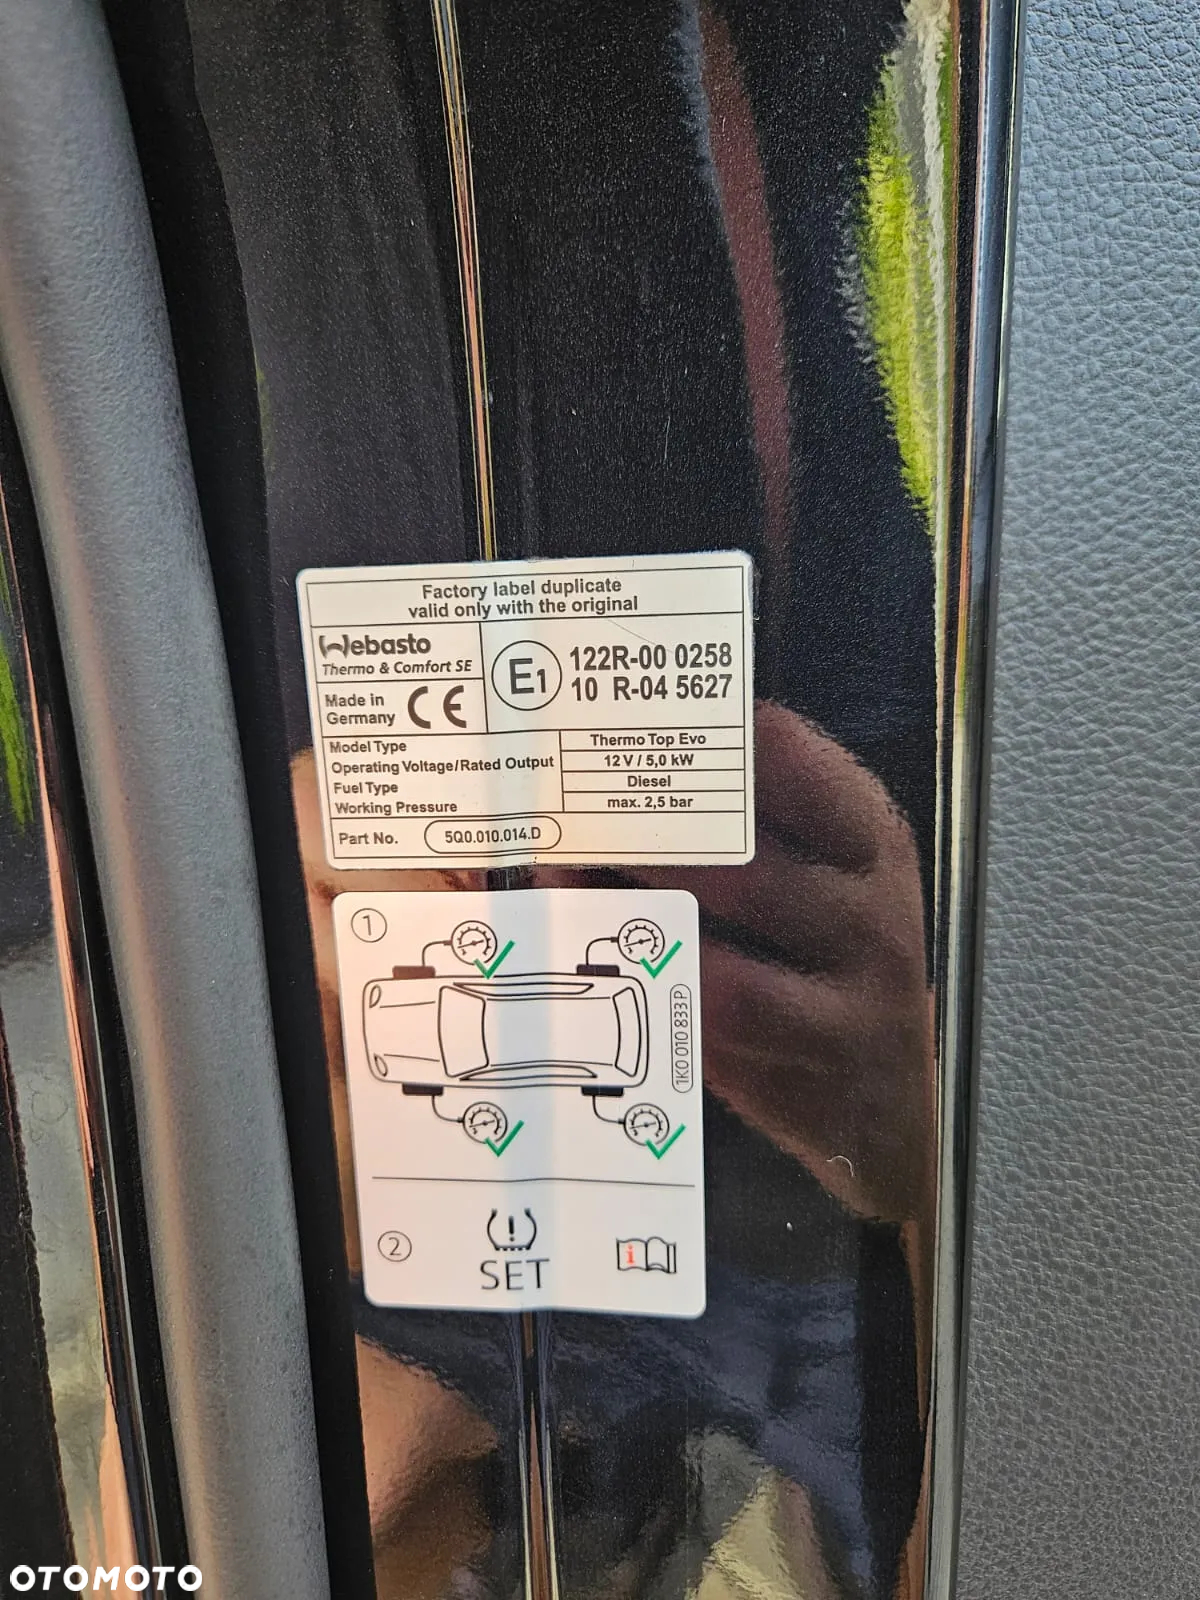 Factory label duplicate
valid only with the original
Webasto
Thermo & Comfort SE
Made in
Germany
CE
E1
122R-00 0258
10 R-04 5627
Model Type
Thermo Top Evo
Operating Voltage/Rated Output
12 V / 5,0 kW
Fuel Type
Diesel
Working Pressure
max. 2,5 bar
Part No.
5Q0.010.014.D
1
1K0 010 833 P
2
SET
i
OTOMOTO